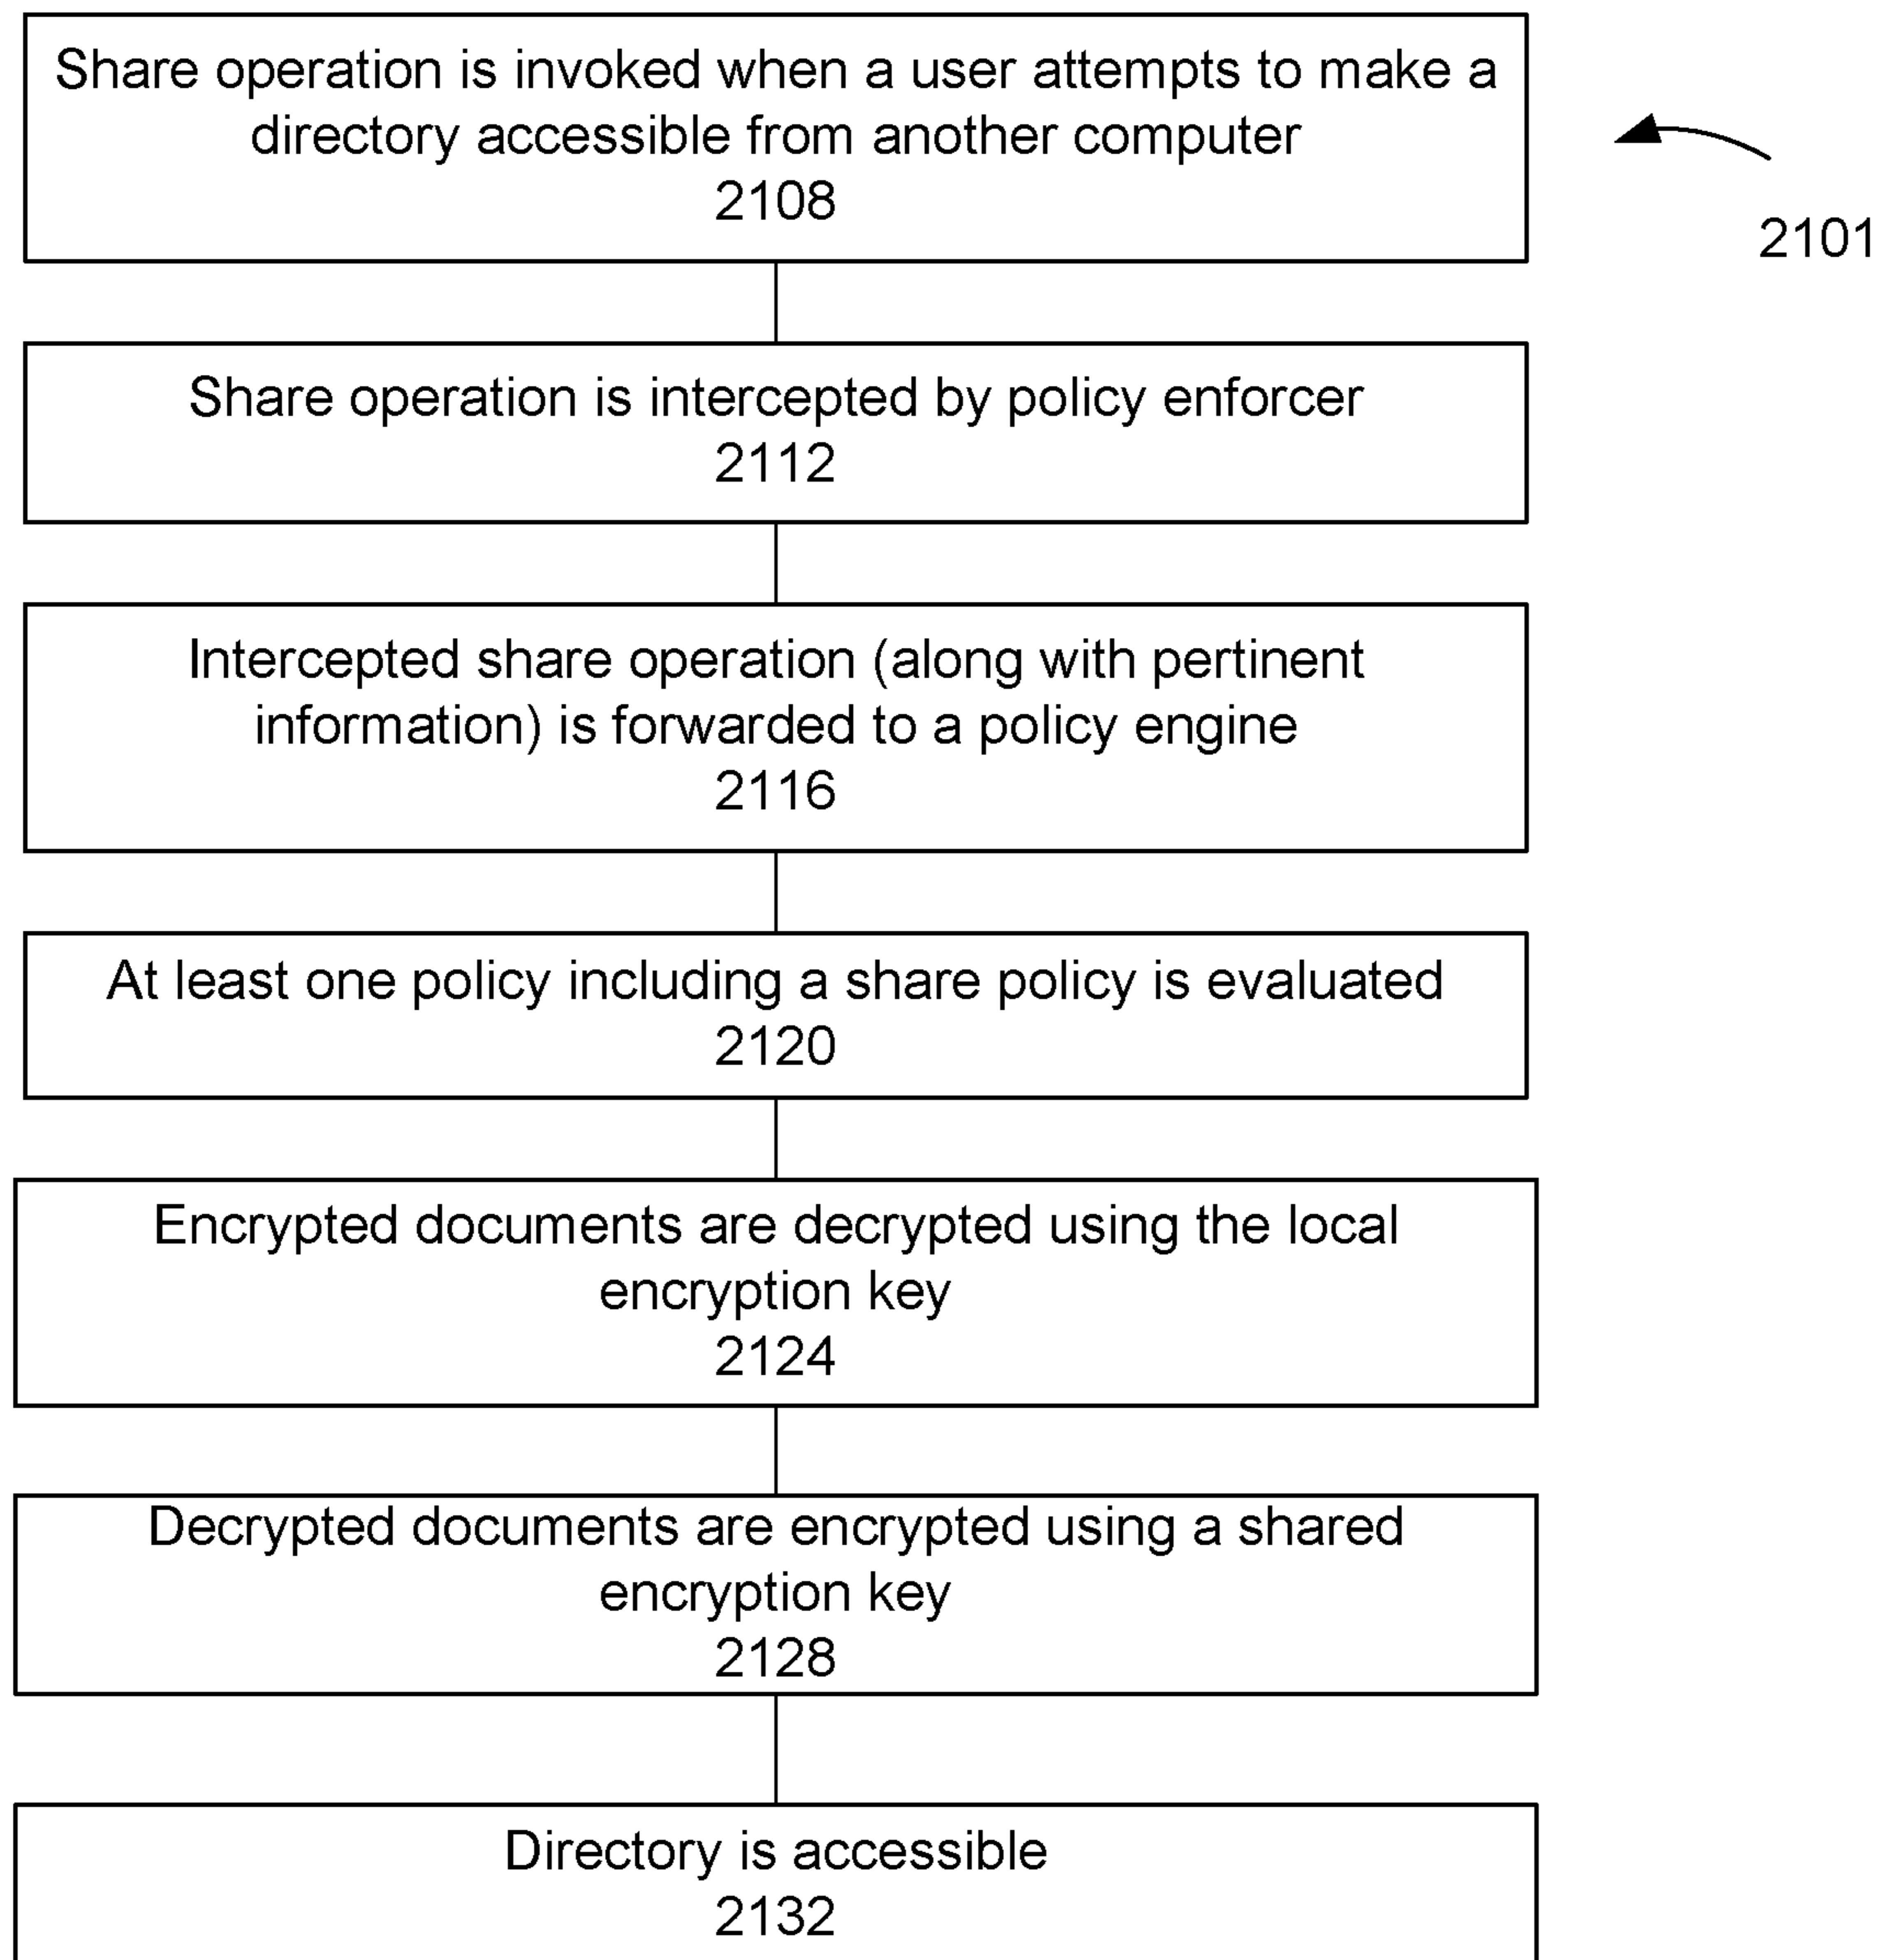 Share operation is invoked when a user attempts to make a
directory accessible from another computer
2108
2101
Share operation is intercepted by policy enforcer
2112
Intercepted share operation (along with pertinent
information) is forwarded to a policy engine
2116
At least one policy including a share policy is evaluated
2120
Encrypted documents are decrypted using the local
encryption key
2124
Decrypted documents are encrypted using a shared
encryption key
2128
Directory is accessible
2132